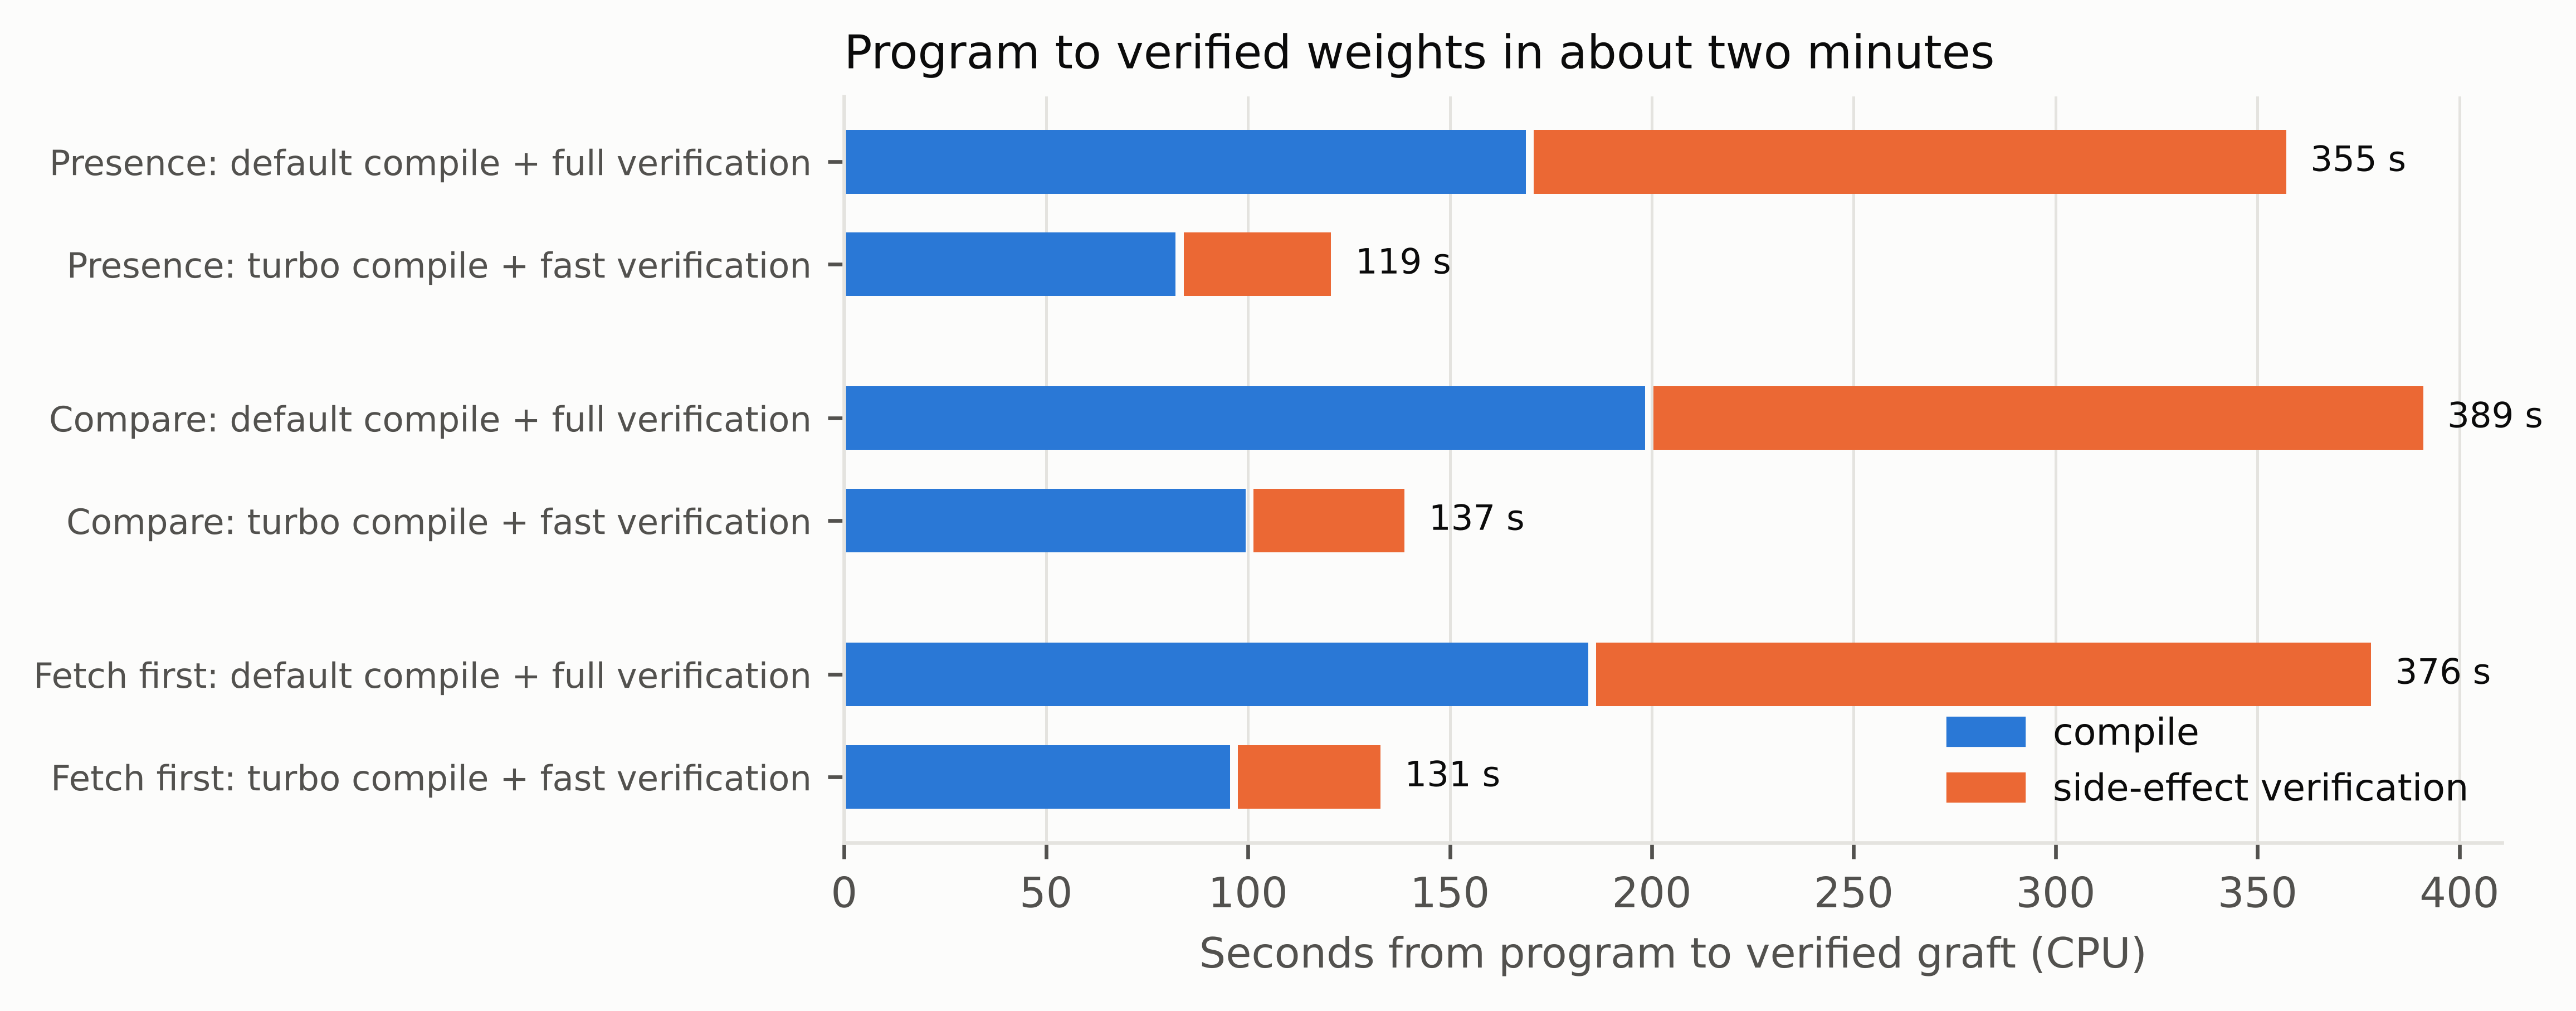 Program to verified weights in about two minutes
Presence: default compile + full verification
355 s
Presence: turbo compile + fast verification
119 s
Compare: default compile + full verification
389 s
Compare: turbo compile + fast verification
137 s
Fetch first: default compile + full verification
376 s
compile
Fetch first: turbo compile + fast verification
131 s
side-effect verification
0 50 100 150 200 250 300 350 400
Seconds from program to verified graft (CPU)